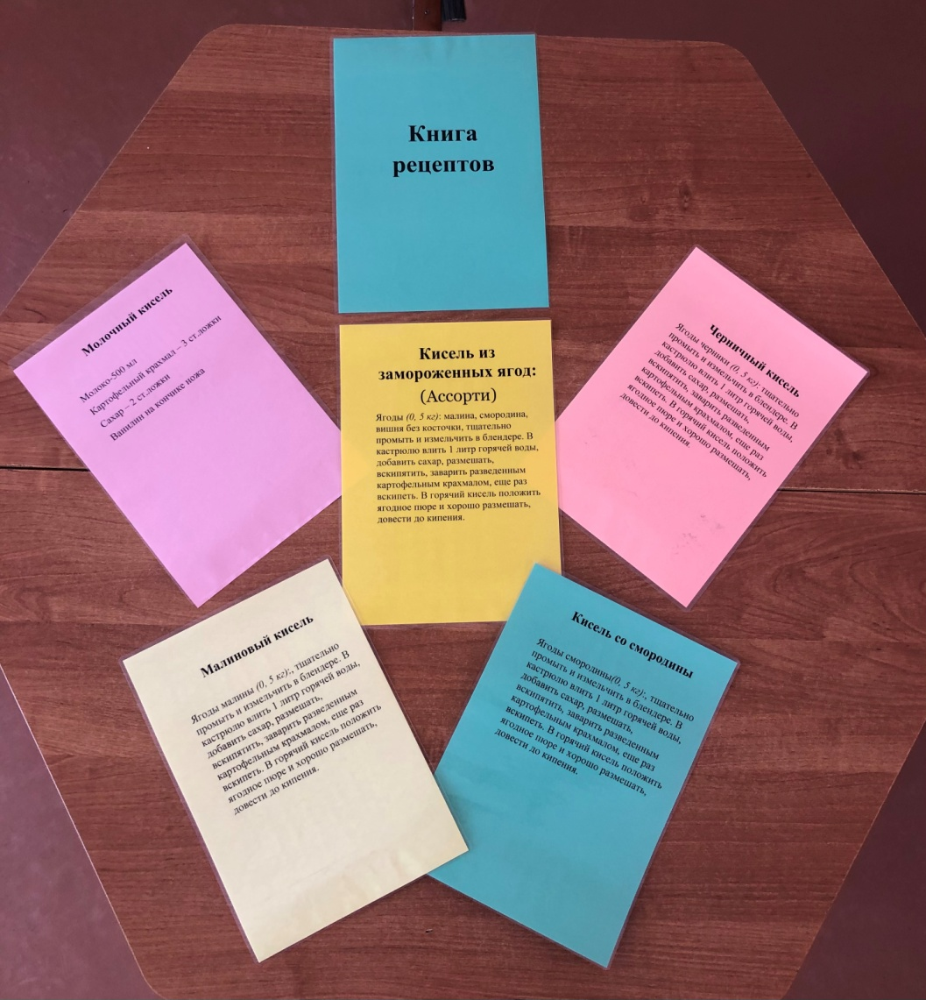 Книга
рецептов
Молочный кисель
Молоко-500 мл
Картофельный крахмал – 3 ст.ложки
Сахар – 2 ст.ложки
Ванилин на кончике ножа
Кисель из
замороженных ягод:
(Ассорти)
Ягоды (0, 5 кг): малина, смородина,
вишня без косточки, тщательно
промыть и измельчить в блендере. В
кастрюлю влить 1 литр горячей воды,
добавить сахар, размешать,
вскипятить, заварить разведенным
картофельным крахмалом, еще раз
вскипеть. В горячий кисель положить
ягодное пюре и хорошо размешать,
довести до кипения.
Черничный кисель
Ягоды черники (0, 5 кг): тщательно
промыть и измельчить в блендере. В
кастрюлю влить 1 литр горячей воды,
добавить сахар, размешать,
вскипятить, заварить разведенным
картофельным крахмалом, еще раз
вскипеть. В горячий кисель положить
ягодное пюре и хорошо размешать,
довести до кипения.
Малиновый кисель
Ягоды малины (0, 5 кг):, тщательно
промыть и измельчить в блендере. В
кастрюлю влить 1 литр горячей воды,
добавить сахар, размешать,
вскипятить, заварить разведенным
картофельным крахмалом, еще раз
вскипеть. В горячий кисель положить
ягодное пюре и хорошо размешать,
довести до кипения.
Кисель со смородины
Ягоды смородины(0, 5 кг):, тщательно
промыть и измельчить в блендере. В
кастрюлю влить 1 литр горячей воды,
добавить сахар, размешать,
вскипятить, заварить разведенным
картофельным крахмалом, еще раз
вскипеть. В горячий кисель положить
ягодное пюре и хорошо размешать,
довести до кипения.